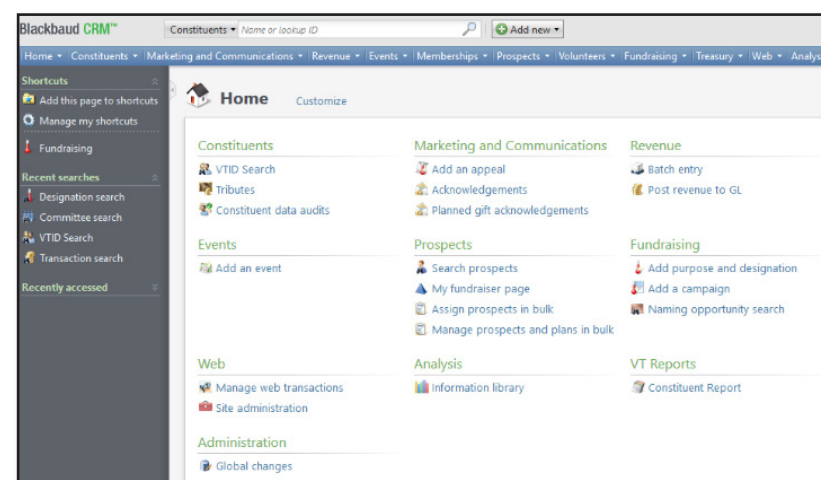 Blackbaud CRM™ Constituents Name or lookup ID Add new
Home Constituents Marketing and Communications Revenue Events Memberships Prospects Volunteers Fundraising Treasury Web Analys
Shortcuts
Add this page to shortcuts
Manage my shortcuts
Fundraising
Recent searches
Designation search
Committee search
VTID Search
Transaction search
Recently accessed
Home Customize
Constituents
VTID Search
Tributes
Constituent data audits
Marketing and Communications
Add an appeal
Acknowledgements
Planned gift acknowledgements
Revenue
Batch entry
Post revenue to GL
Events
Add an event
Prospects
Search prospects
My fundraiser page
Assign prospects in bulk
Manage prospects and plans in bulk
Fundraising
Add purpose and designation
Add a campaign
Naming opportunity search
Web
Manage web transactions
Site administration
Analysis
Information library
VT Reports
Constituent Report
Administration
Global changes